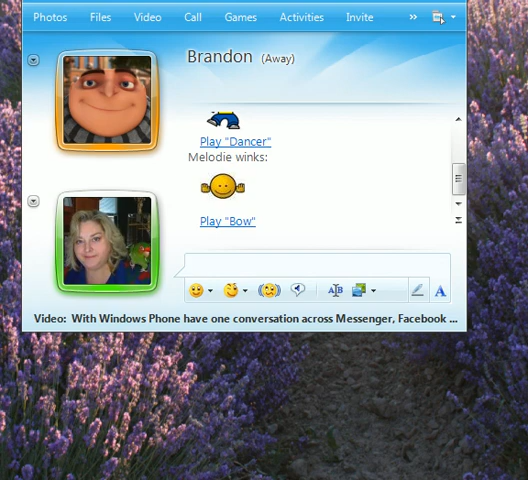 Photos Files Video Call Games Activities Invite »
Brandon (Away)
Play "Dancer"
Melodie winks:
Play "Bow"
Video: With Windows Phone have one conversation across Messenger, Facebook ...